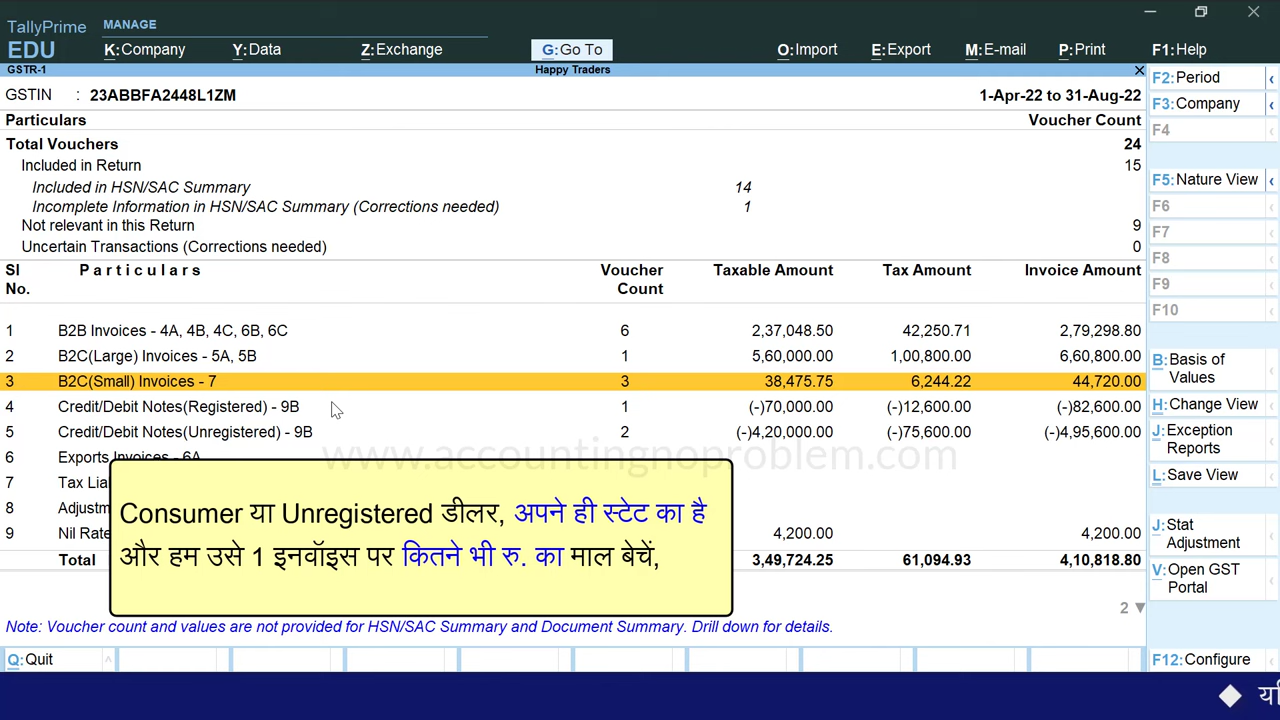 TallyPrime
MANAGE
EDU
K:Company Y:Data Z:Exchange G:Go To O:Import E:Export M:E-mail P:Print F1:Help
GSTR-1 Happy Traders
GSTIN : 23ABBFA2448L1ZM 1-Apr-22 to 31-Aug-22
Particulars Voucher Count
Total Vouchers 24
Included in Return 15
Included in HSN/SAC Summary 14
Incomplete Information in HSN/SAC Summary (Corrections needed) 1
Not relevant in this Return 9
Uncertain Transactions (Corrections needed) 0
Sl Particulars Voucher Taxable Amount Tax Amount Invoice Amount
No. Count
1 B2B Invoices - 4A, 4B, 4C, 6B, 6C 6 2,37,048.50 42,250.71 2,79,298.80
2 B2C(Large) Invoices - 5A, 5B 1 5,60,000.00 1,00,800.00 6,60,800.00
3 B2C(Small) Invoices - 7 3 38,475.75 6,244.22 44,720.00
4 Credit/Debit Notes(Registered) - 9B 1 (-)70,000.00 (-)12,600.00 (-)82,600.00
5 Credit/Debit Notes(Unregistered) - 9B 2 (-)4,20,000.00 (-)75,600.00 (-)4,95,600.00
www.accountingnoproblem.com
6 Exports Invoices - 6A
7 Tax Lia
8 Adjustm
9 Nil Rate 4,200.00 4,200.00
Total 3,49,724.25 61,094.93 4,10,818.80
Consumer या Unregistered डीलर, अपने ही स्टेट का है
और हम उसे 1 इनवॉइस पर कितने भी रु. का माल बेचें,
2 ▼
Note: Voucher count and values are not provided for HSN/SAC Summary and Document Summary. Drill down for details.
Q:Quit
F2:Period
F3:Company
F4
F5:Nature View
F6
F7
F8
F9
F10
B:Basis of
Values
H:Change View
J:Exception
Reports
L:Save View
J:Stat
Adjustment
V:Open GST
Portal
F12:Configure